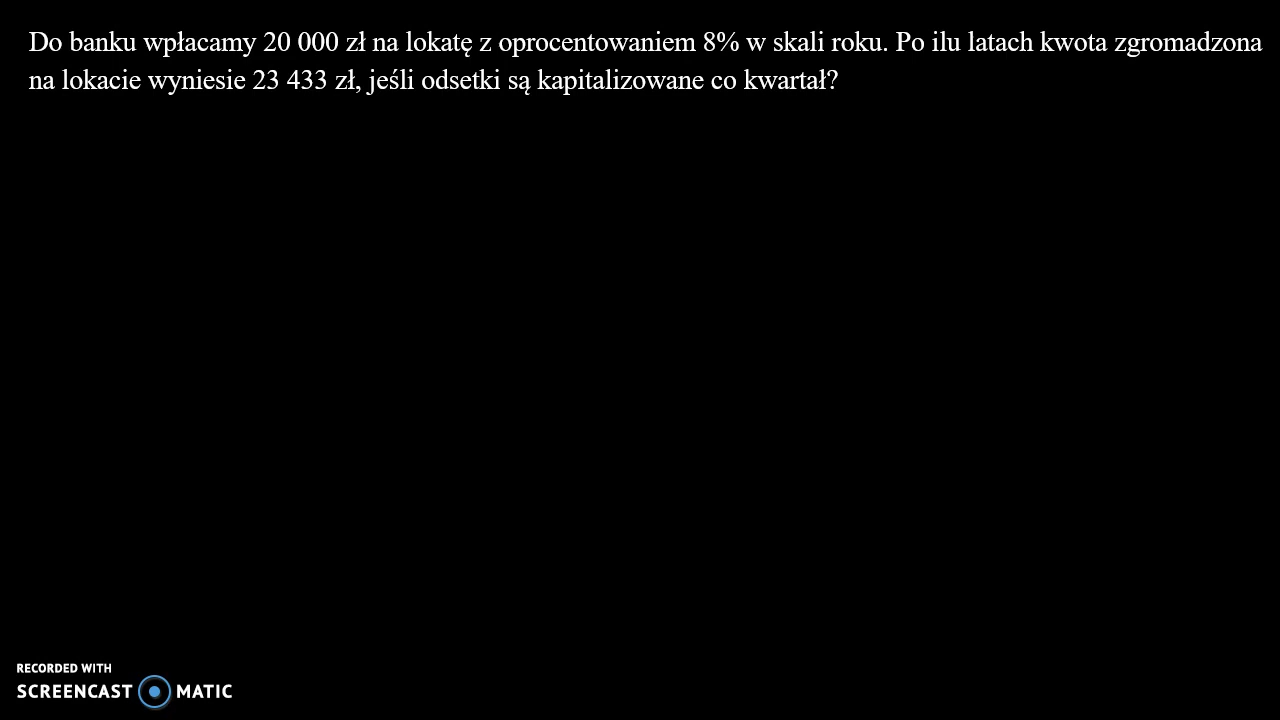 Do banku wpłacamy 20 000 zł na lokatę z oprocentowaniem 8% w skali roku. Po ilu latach kwota zgromadzona
na lokacie wyniesie 23 433 zł, jeśli odsetki są kapitalizowane co kwartał?
RECORDED WITH
SCREENCAST MATIC